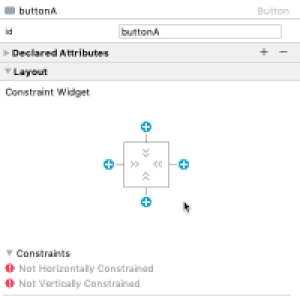 buttonA Button
id buttonA
Declared Attributes + −
Layout
Constraint Widget
Constraints
Not Horizontally Constrained
Not Vertically Constrained